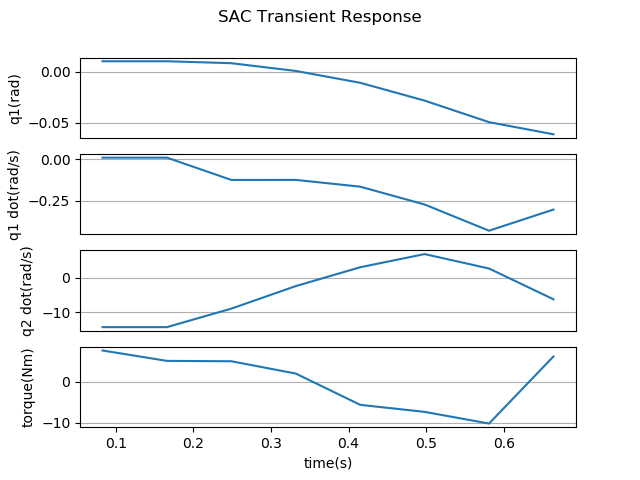 SAC Transient Response
q1(rad)
0.00
−0.05
q1 dot(rad/s)
0.00
−0.25
q2 dot(rad/s)
0
−10
torque(Nm)
0
−10
0.1 0.2 0.3 0.4 0.5 0.6
time(s)